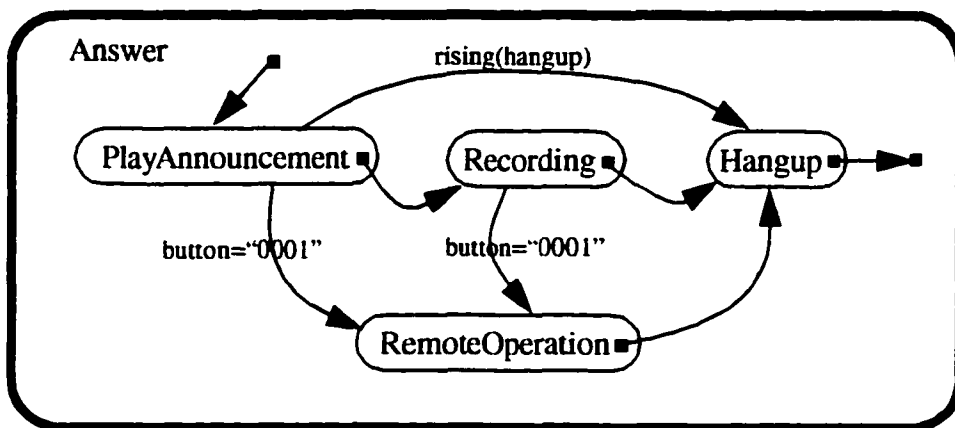 Answer
rising(hangup)
PlayAnnouncement
Recording
Hangup
button=“0001”
button=“0001”
RemoteOperation